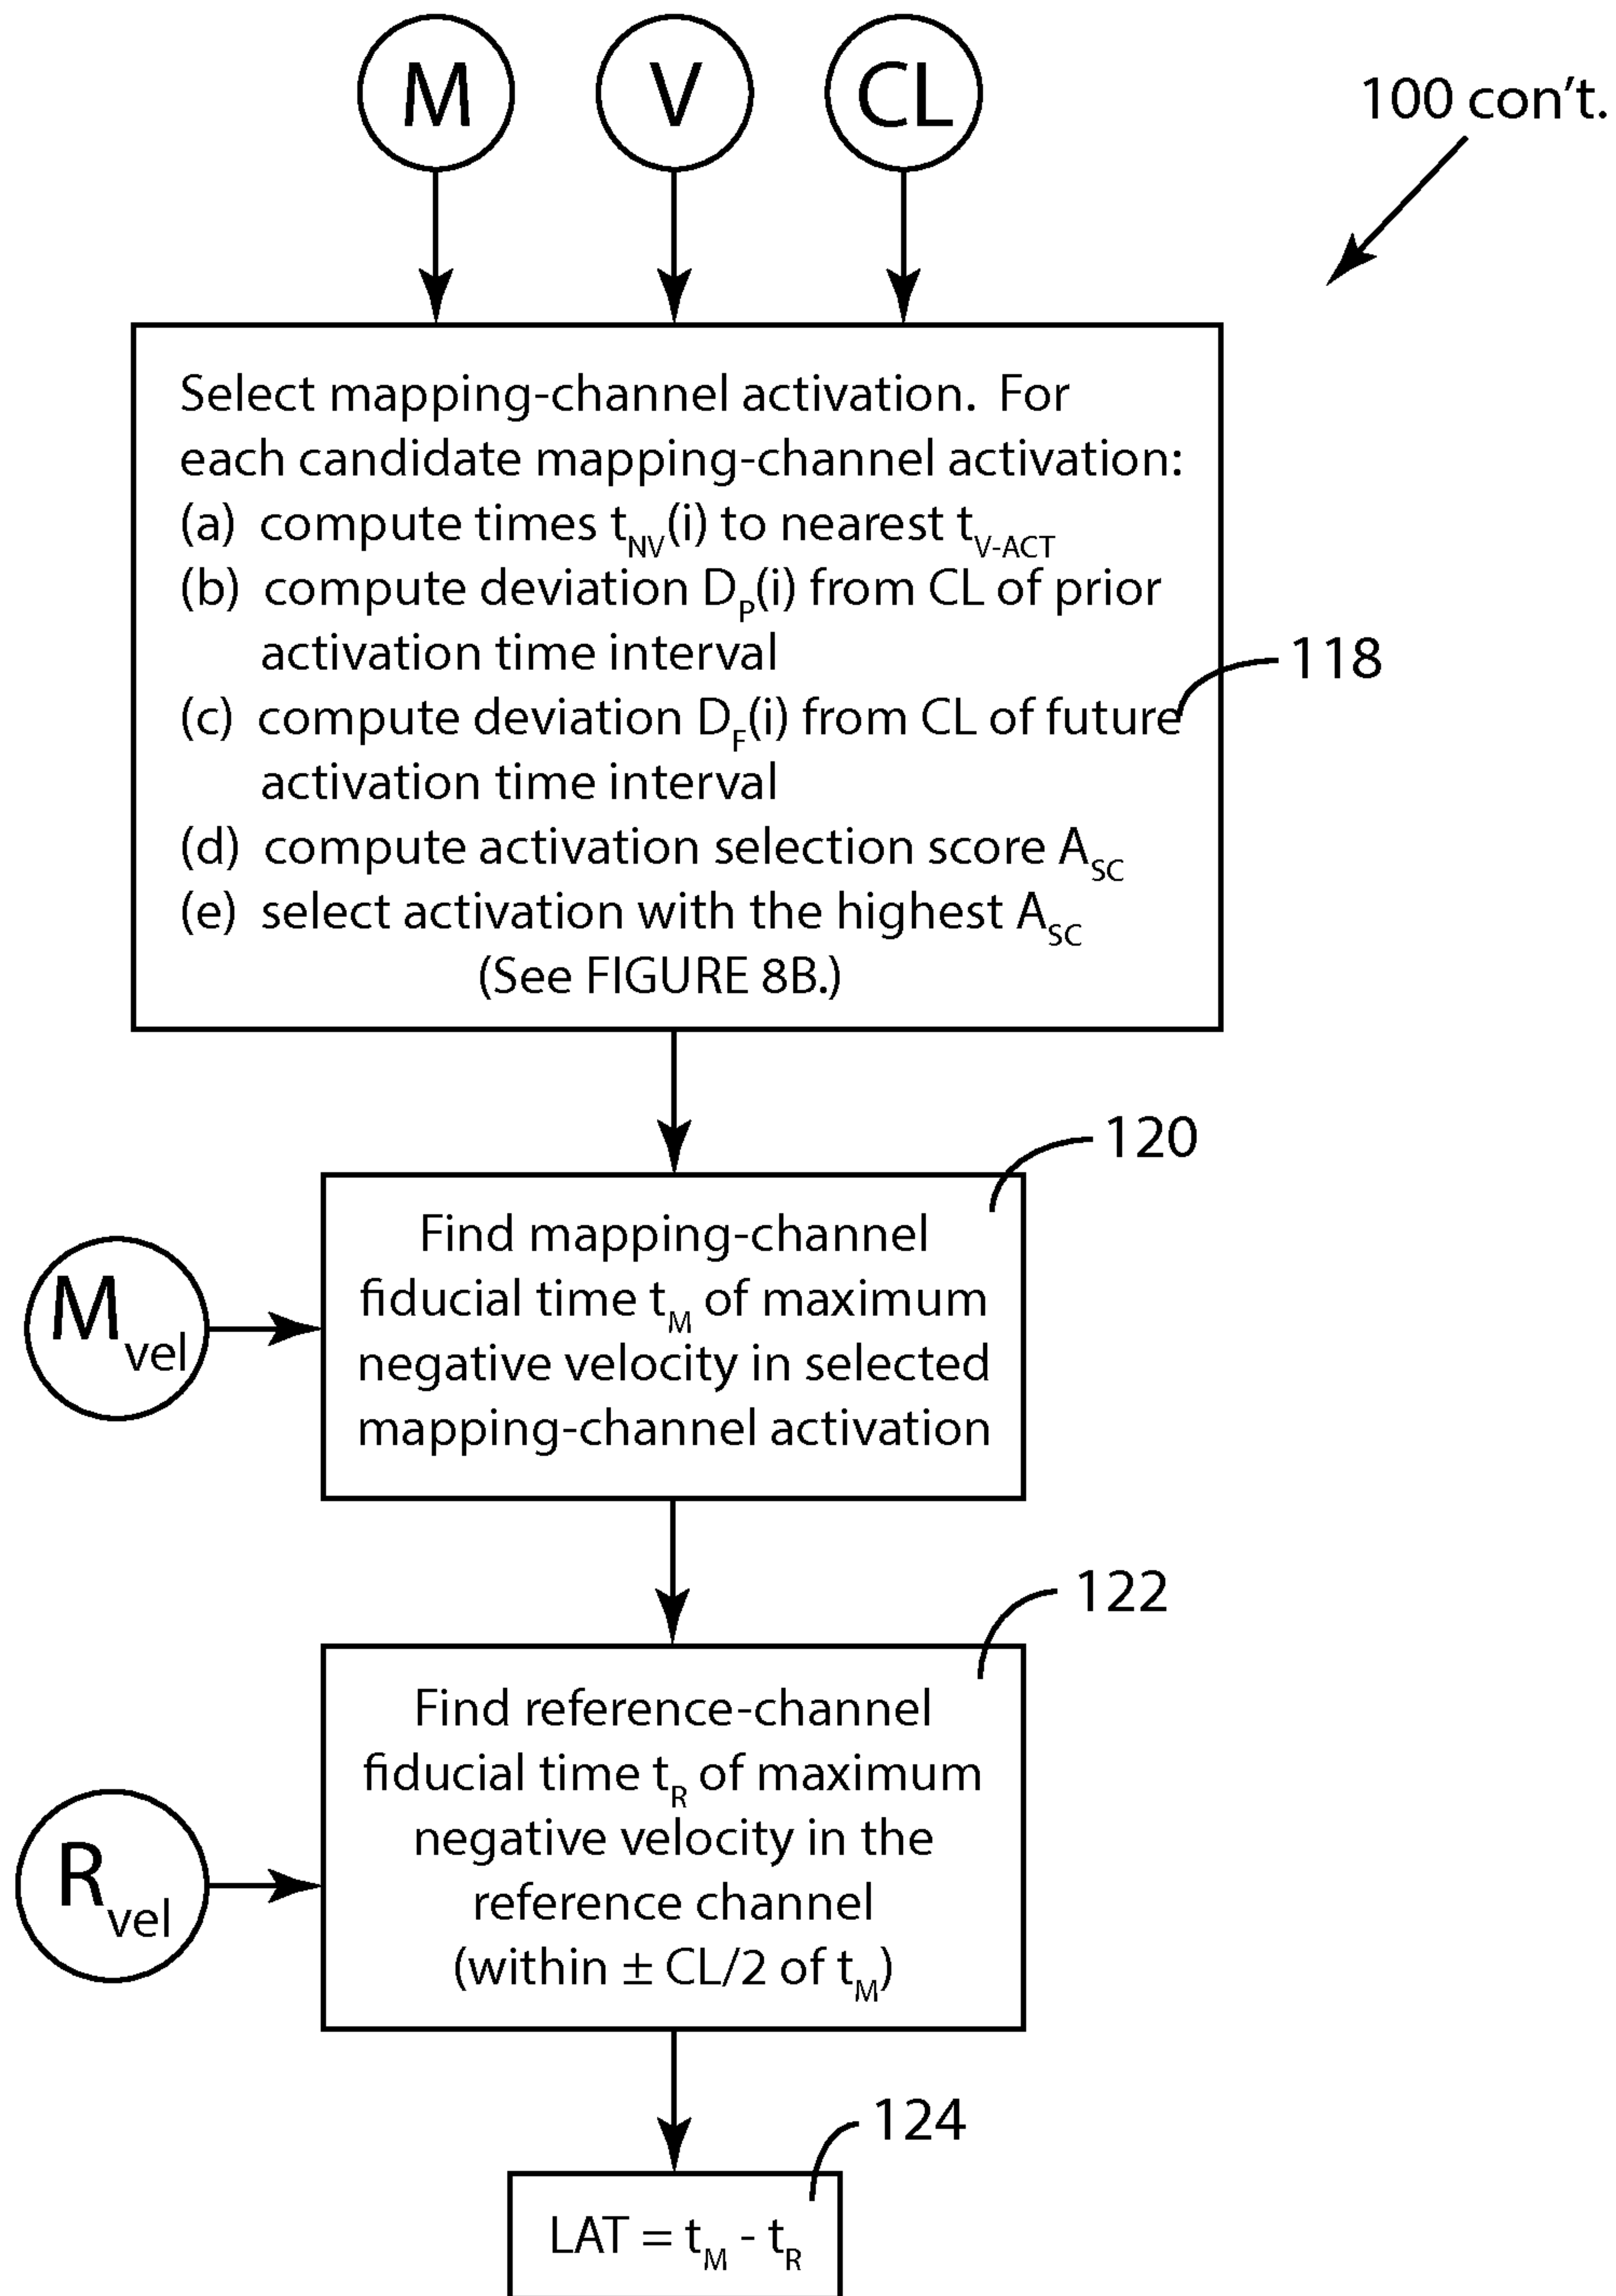 M V CL
100 con't.
Select mapping-channel activation. For
each candidate mapping-channel activation:
(a) compute times t_NV(i) to nearest t_V-ACT
(b) compute deviation D_P(i) from CL of prior
activation time interval
118
(c) compute deviation D_F(i) from CL of future
activation time interval
(d) compute activation selection score A_SC
(e) select activation with the highest A_SC
(See FIGURE 8B.)
120
M_vel
Find mapping-channel
fiducial time t_M of maximum
negative velocity in selected
mapping-channel activation
122
R_vel
Find reference-channel
fiducial time t_R of maximum
negative velocity in the
reference channel
(within ± CL/2 of t_M)
124
LAT = t_M - t_R